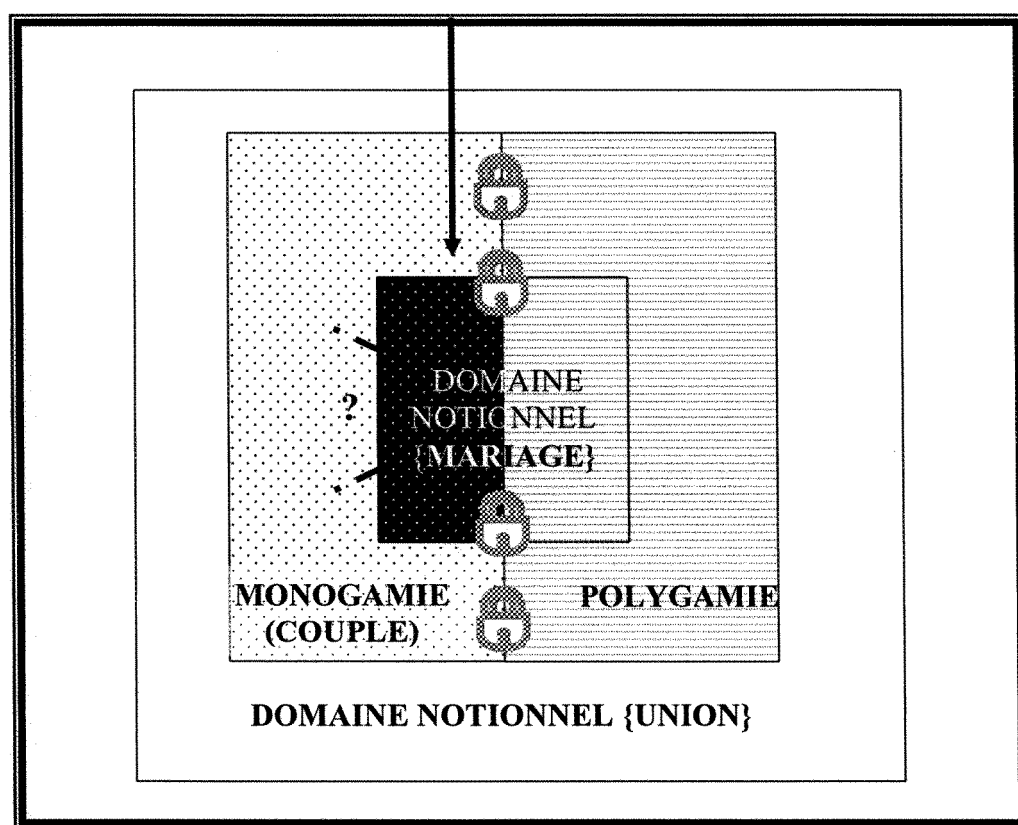 DOMAINE
NOTIONNEL
{MARIAGE}
?
MONOGAMIE
(COUPLE)
POLYGAMIE
DOMAINE NOTIONNEL {UNION}